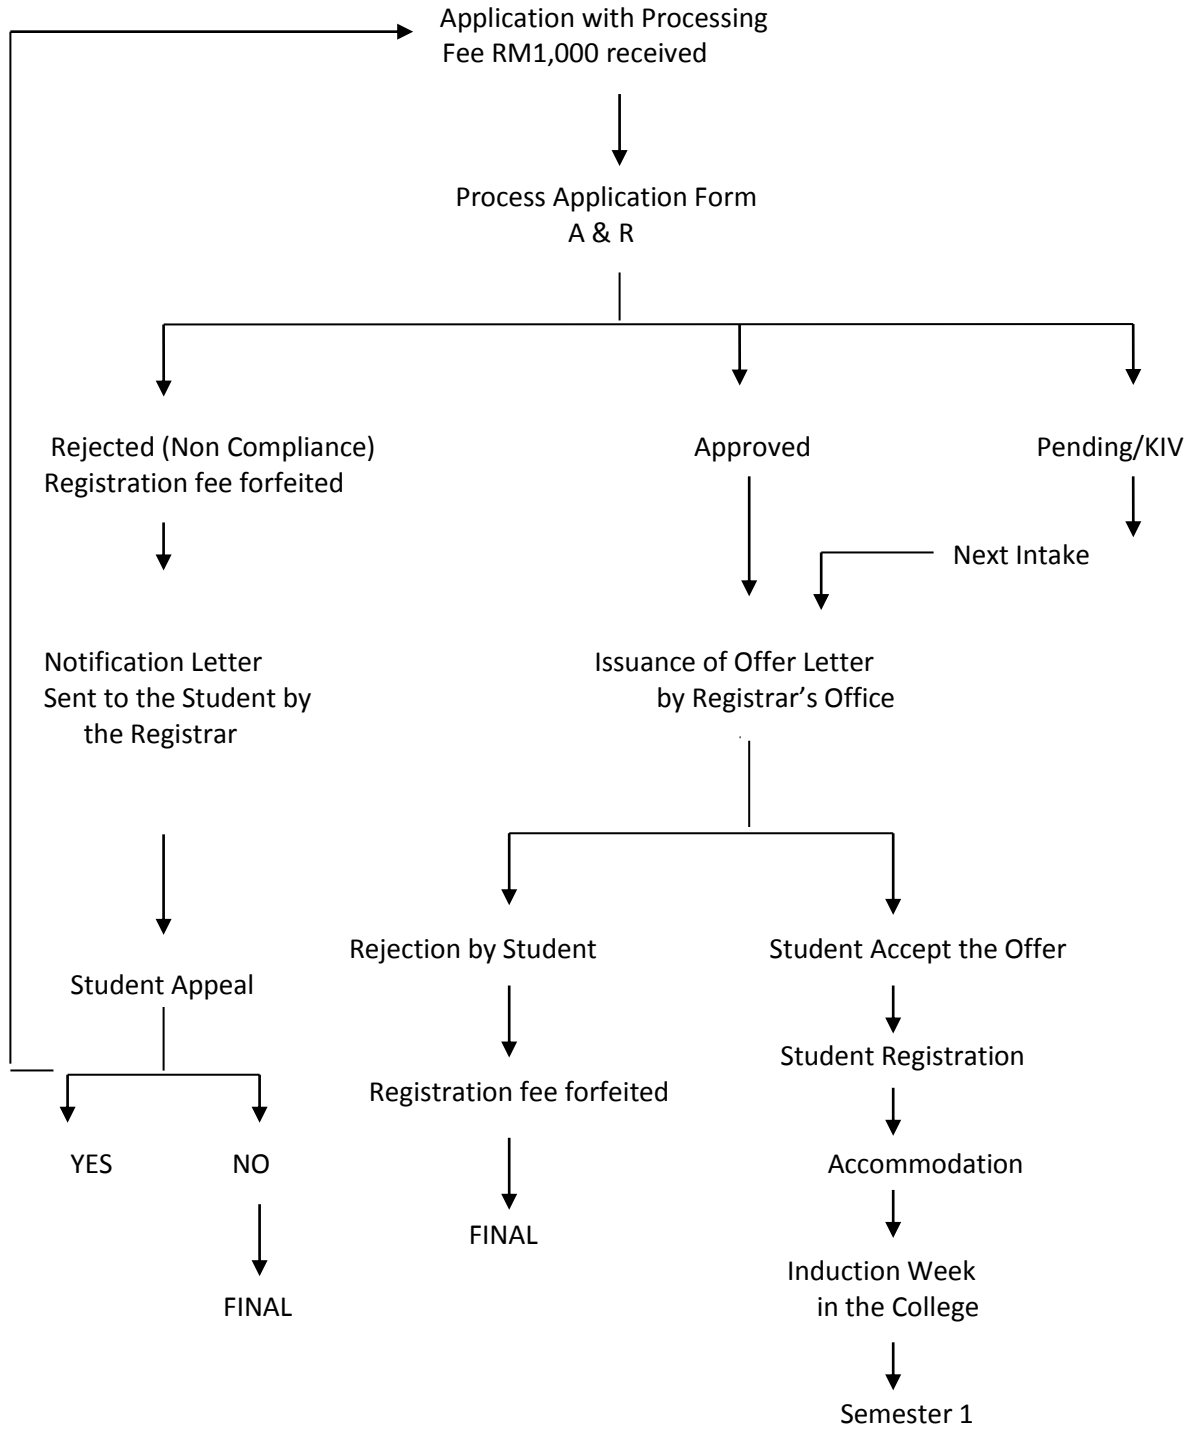 Application with Processing
Fee RM1,000 received
Process Application Form
A & R
Rejected (Non Compliance)
Registration fee forfeited
Approved
Pending/KIV
Next Intake
Notification Letter
Sent to the Student by
the Registrar
Issuance of Offer Letter
by Registrar’s Office
Rejection by Student
Student Accept the Offer
Student Appeal
Student Registration
Registration fee forfeited
YES
NO
Accommodation
FINAL
Induction Week
in the College
FINAL
Semester 1